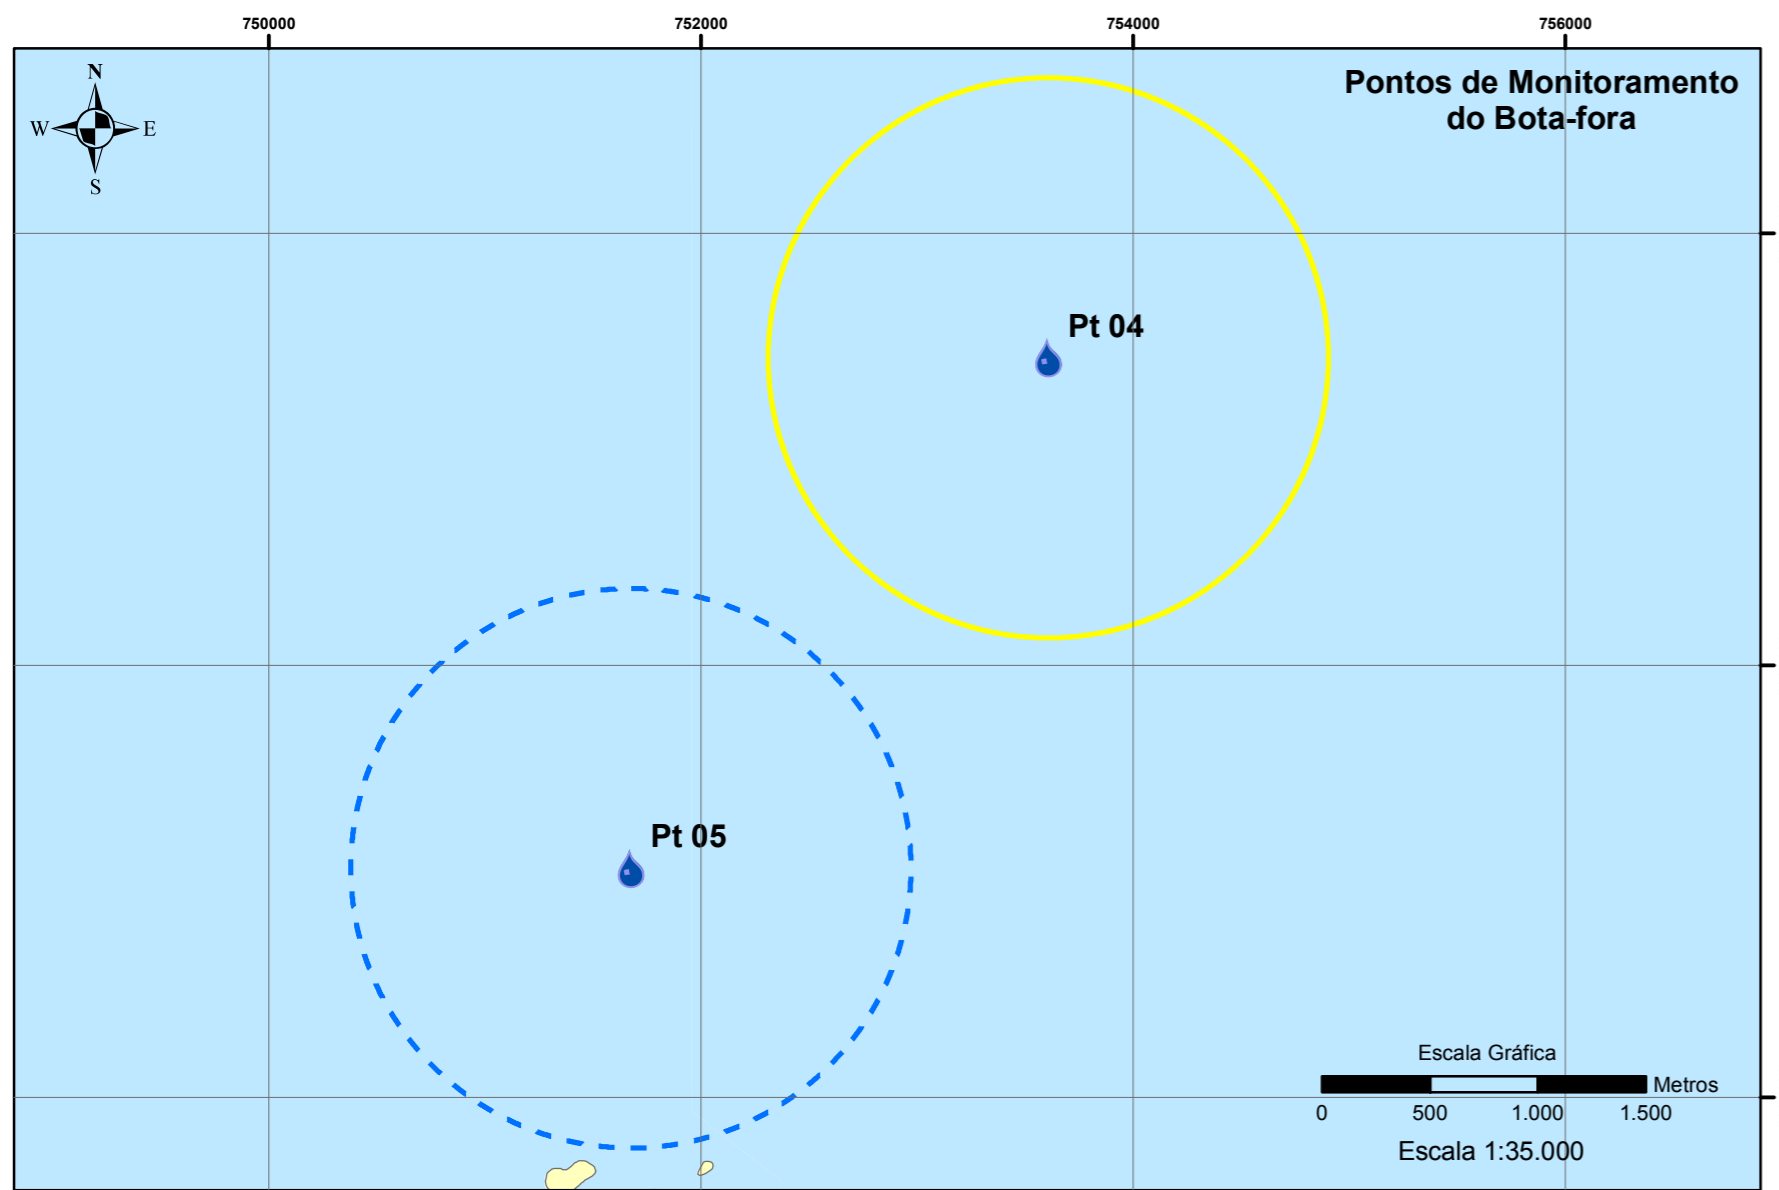 750000 752000 754000 756000
N
W E
S
Pontos de Monitoramento
do Bota-fora
Pt 04
Pt 05
Escala Gráfica
Metros
0 500 1.000 1.500
Escala 1:35.000